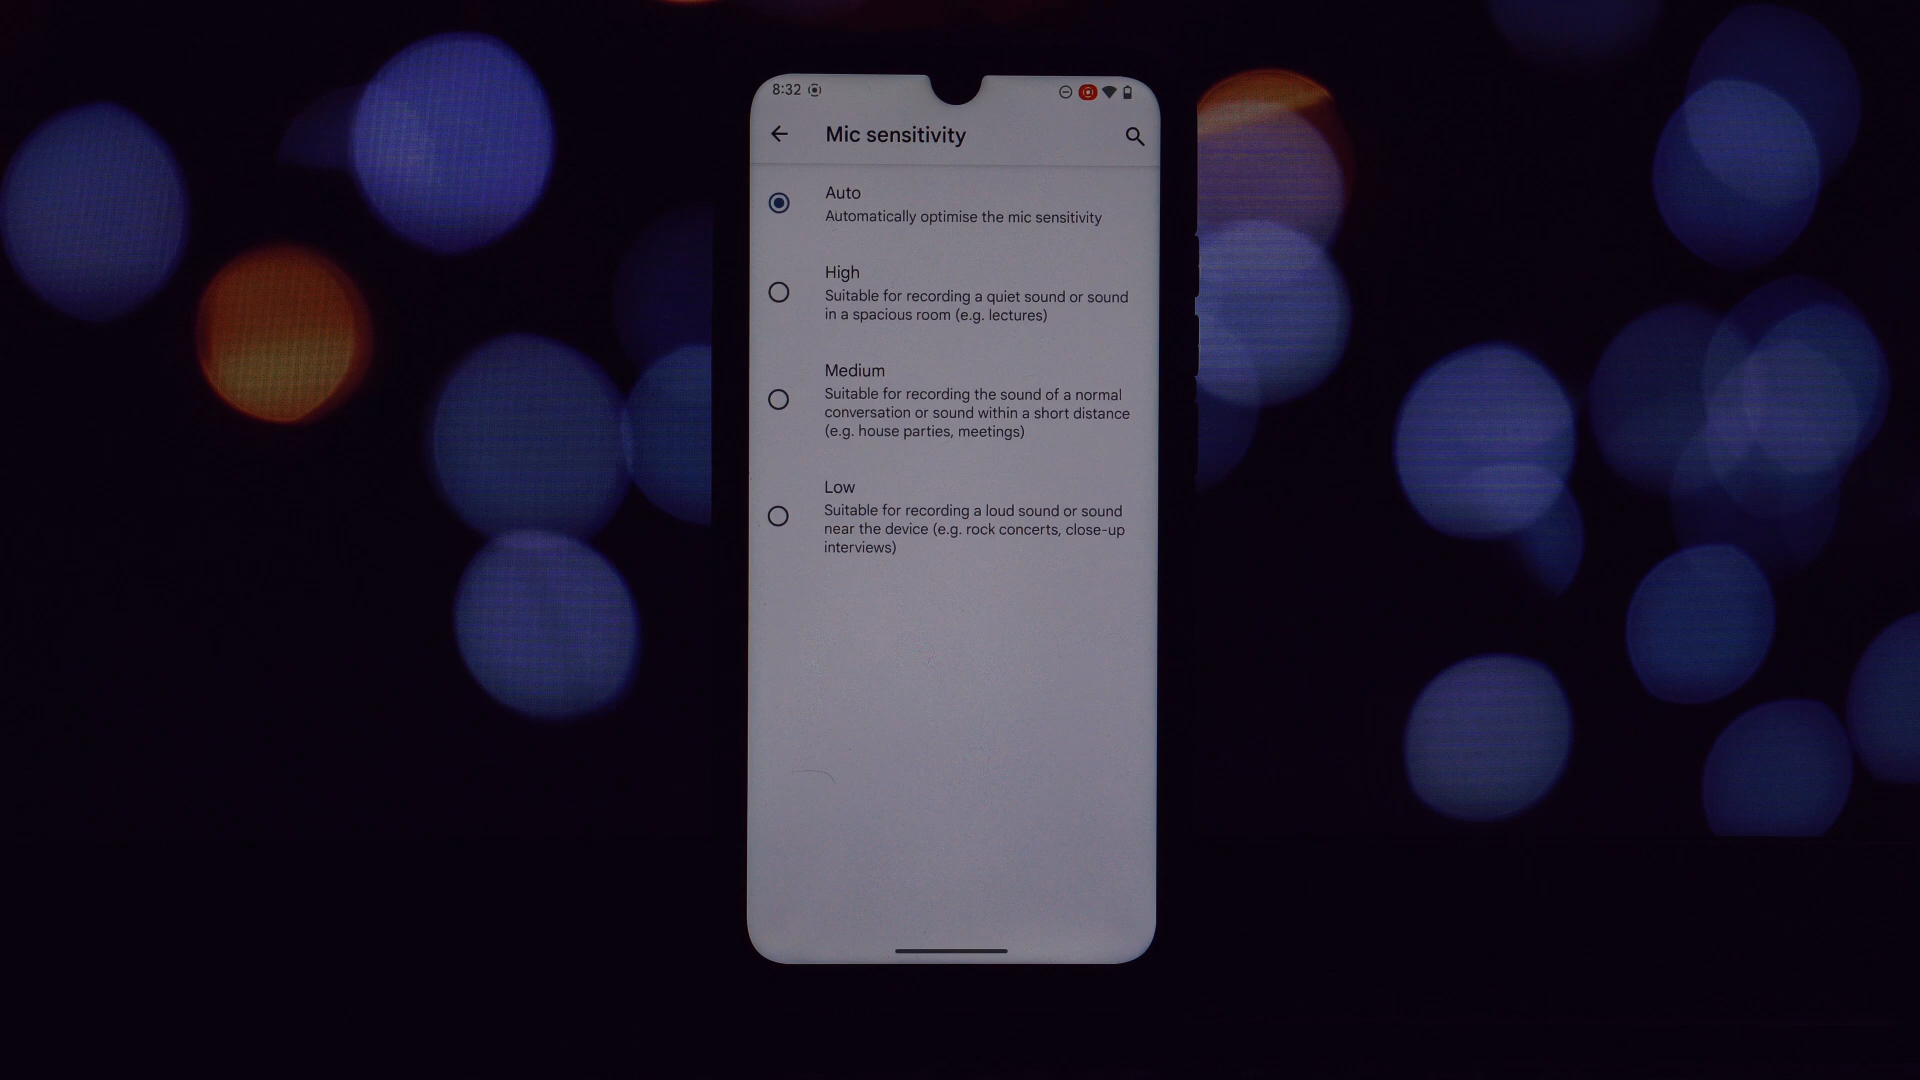 8:32
Mic sensitivity
Auto
Automatically optimise the mic sensitivity
High
Suitable for recording a quiet sound or sound
in a spacious room (e.g. lectures)
Medium
Suitable for recording the sound of a normal
conversation or sound within a short distance
(e.g. house parties, meetings)
Low
Suitable for recording a loud sound or sound
near the device (e.g. rock concerts, close-up
interviews)